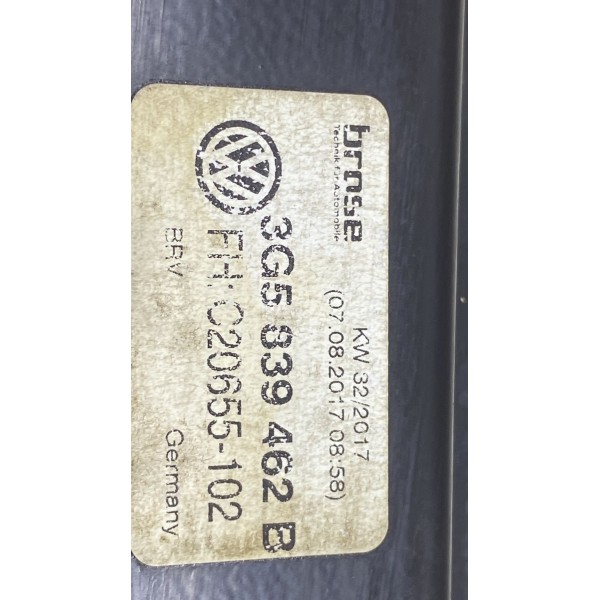 brose
Technik für Automobile
KW 32/2017
(07.08.2017 08:58)
3G5 839 462 B
FH: C20655-102
BRV
Germany